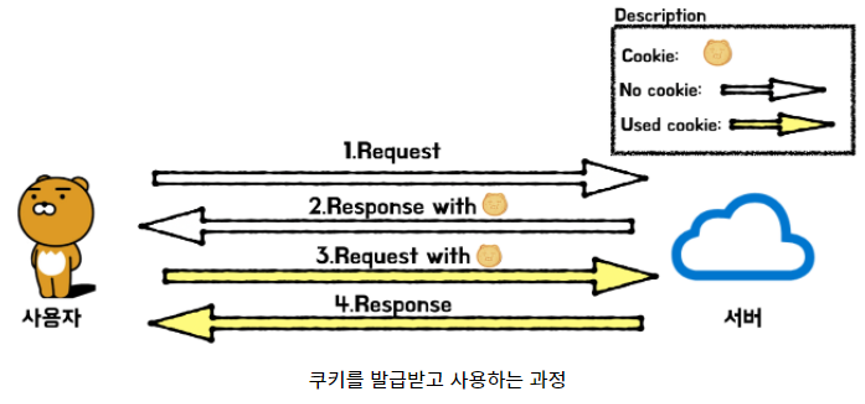 Description
Cookie:
No cookie:
Used cookie:
1.Request
2.Response with
3.Request with
4.Response
사용자
서버
쿠키를 발급받고 사용하는 과정